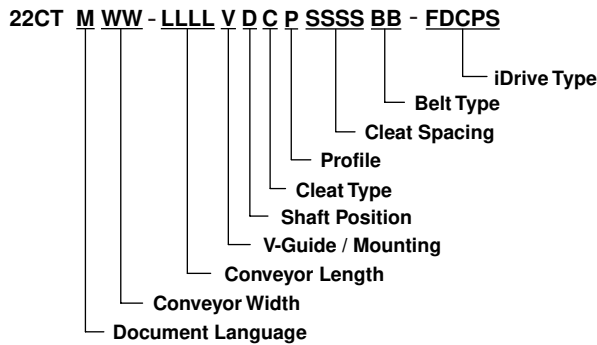 22CT M WW - LLLL V D C P SSSS BB - FDCPS
iDrive Type
Belt Type
Cleat Spacing
Profile
Cleat Type
Shaft Position
V-Guide / Mounting
Conveyor Length
Conveyor Width
Document Language